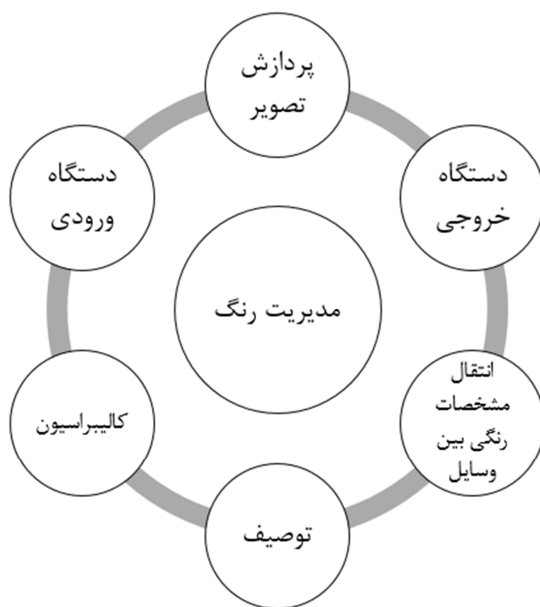 پردازش
تصویر
دستگاه
خروجی
انتقال
مشخصات
رنگی بین
وسایل
توصیف
کالیبراسیون
دستگاه
ورودی
مدیریت رنگ